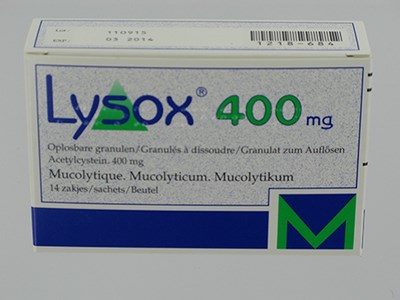 110915
EXP: 03 2014
1218-684
Lysox® 400 mg
Oplosbare granulen/Granulés à dissoudre/Granulat zum Auflösen
Acetylcystein. 400 mg
Mucolytique. Mucolyticum. Mucolytikum
14 zakjes/sachets/Beutel
M